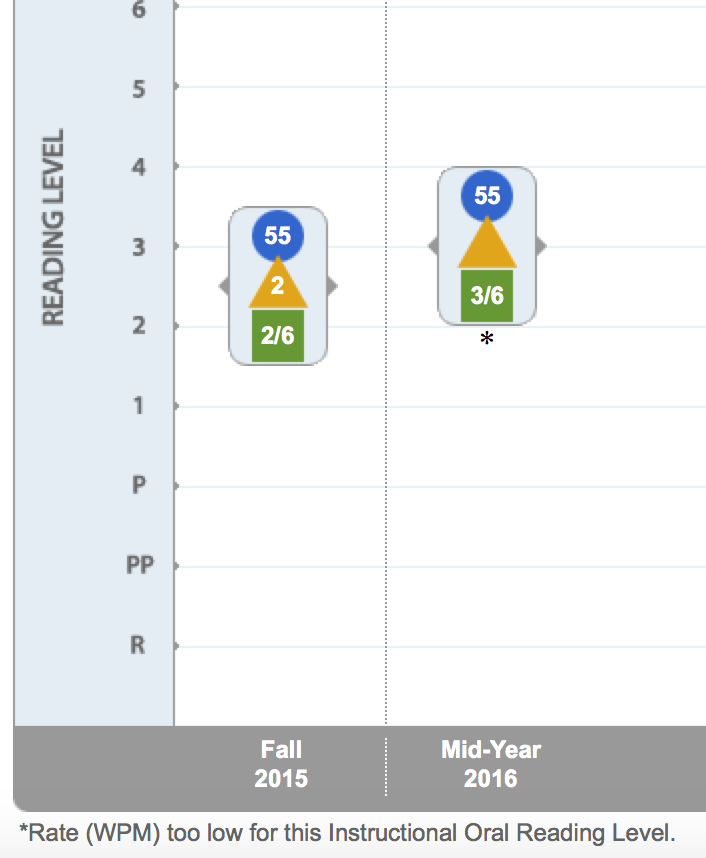 READING LEVEL
6
5
4
3
2
1
P
PP
R
55
2
2/6
55
3/6
*
Fall
2015
Mid-Year
2016
*Rate (WPM) too low for this Instructional Oral Reading Level.